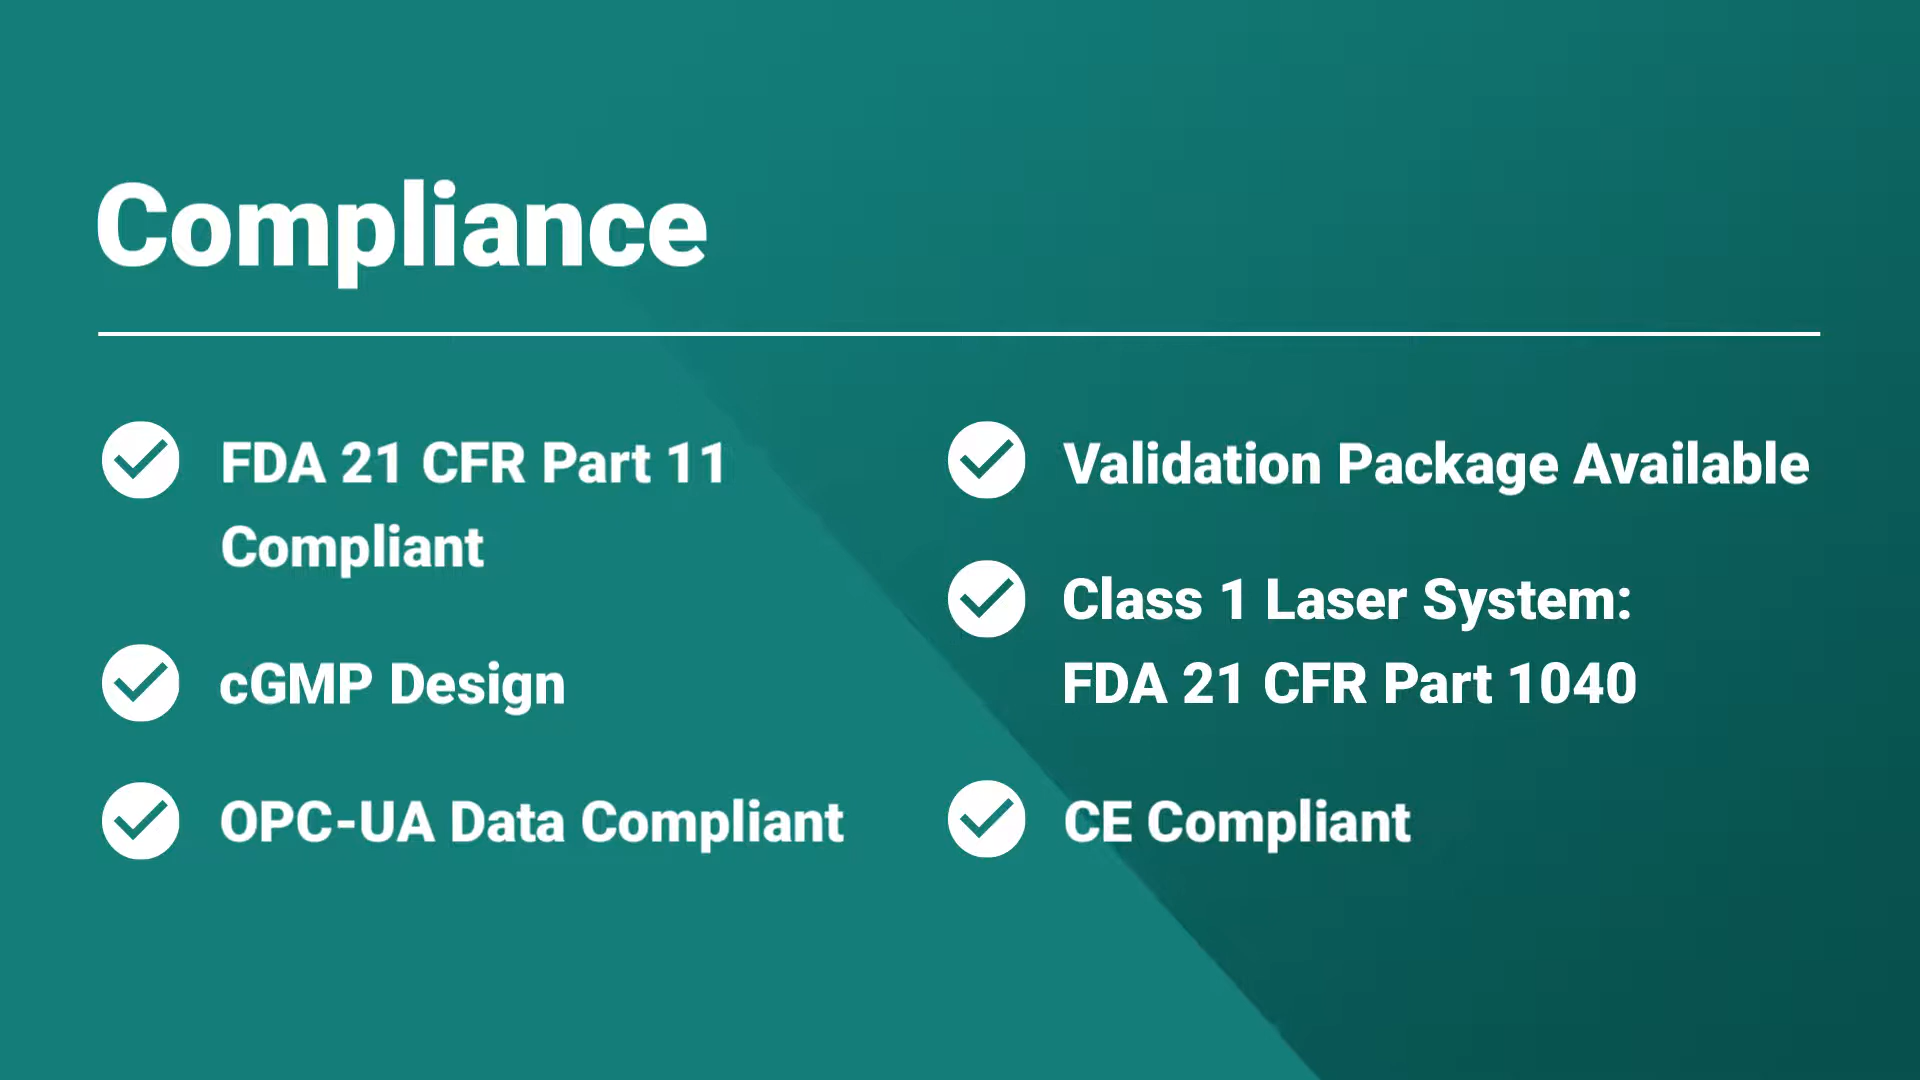 Compliance
FDA 21 CFR Part 11
Compliant
cGMP Design
OPC-UA Data Compliant
Validation Package Available
Class 1 Laser System:
FDA 21 CFR Part 1040
CE Compliant